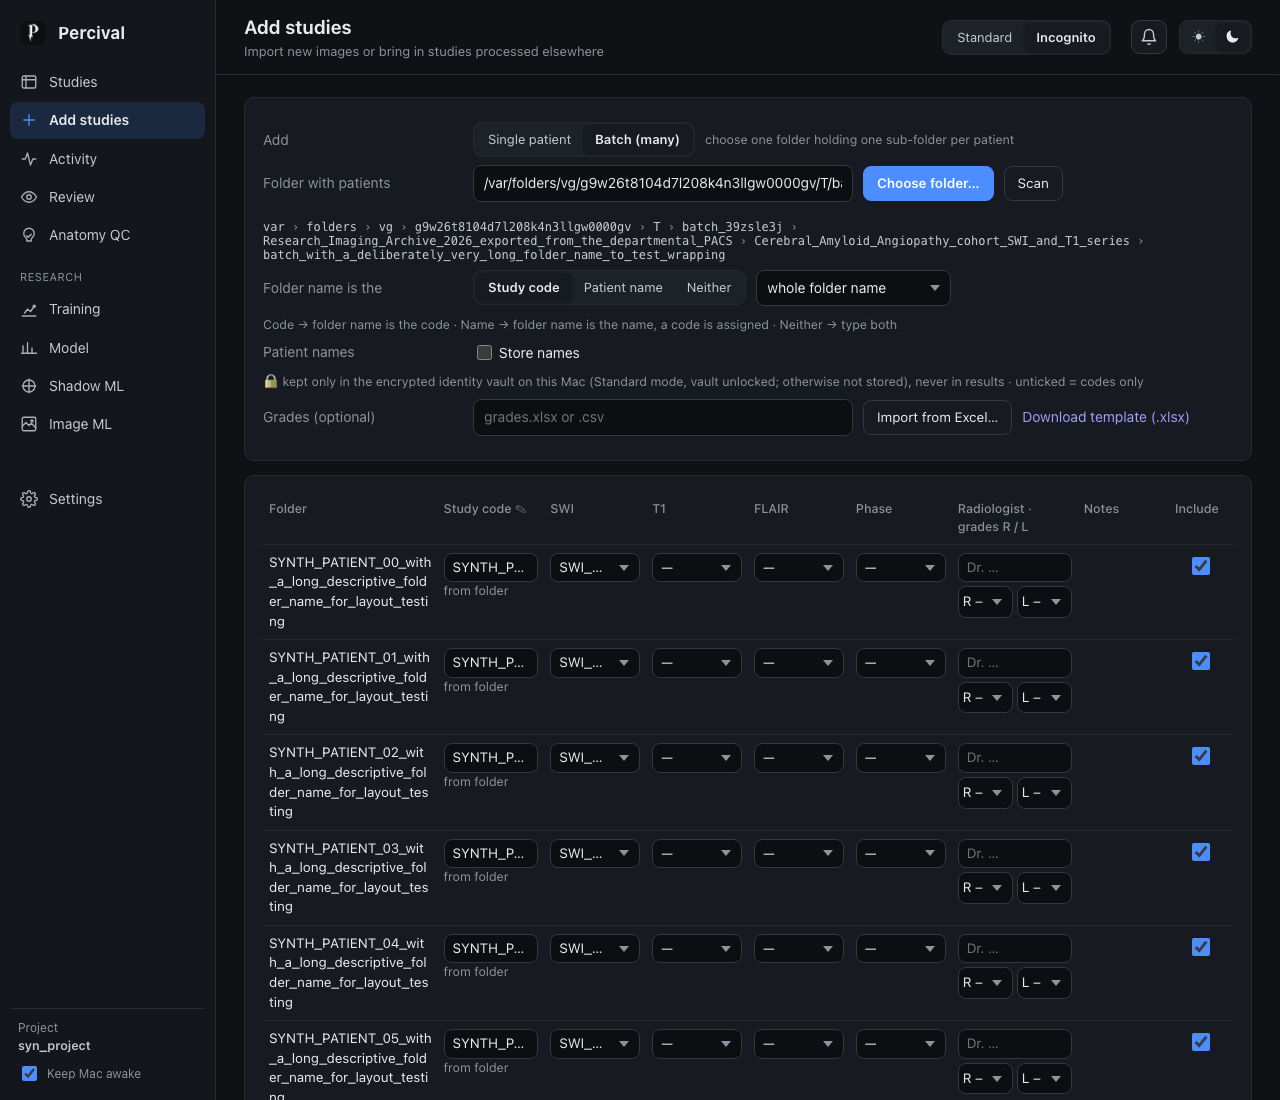 Percival
Studies
Add studies
Activity
Review
Anatomy QC
RESEARCH
Training
Model
Shadow ML
Image ML
Settings
Project
syn_project
Keep Mac awake
Add studies
Import new images or bring in studies processed elsewhere
Standard Incognito
Add Single patient Batch (many) choose one folder holding one sub-folder per patient
Folder with patients /var/folders/vg/g9w26t8104d7l208k4n3llgw0000gv/T/ba Choose folder... Scan
var › folders › vg › g9w26t8104d7l208k4n3llgw0000gv › T › batch_39zsle3j ›
Research_Imaging_Archive_2026_exported_from_the_departmental_PACS › Cerebral_Amyloid_Angiopathy_cohort_SWI_and_T1_series ›
batch_with_a_deliberately_very_long_folder_name_to_test_wrapping
Folder name is the Study code Patient name Neither whole folder name
Code → folder name is the code · Name → folder name is the name, a code is assigned · Neither → type both
Patient names Store names
🔒 kept only in the encrypted identity vault on this Mac (Standard mode, vault unlocked; otherwise not stored), never in results · unticked = codes only
Grades (optional) grades.xlsx or .csv Import from Excel... Download template (.xlsx)
Folder Study code ✎ SWI T1 FLAIR Phase Radiologist · Notes Include
grades R / L
SYNTH_PATIENT_00_with SYNTH_P... SWI_... — — — Dr. ...
_a_long_descriptive_fold from folder
er_name_for_layout_testi R – L –
ng
SYNTH_PATIENT_01_with SYNTH_P... SWI_... — — — Dr. ...
_a_long_descriptive_fold from folder
er_name_for_layout_testi R – L –
ng
SYNTH_PATIENT_02_wit SYNTH_P... SWI_... — — — Dr. ...
h_a_long_descriptive_fol from folder
der_name_for_layout_tes R – L –
ting
SYNTH_PATIENT_03_wit SYNTH_P... SWI_... — — — Dr. ...
h_a_long_descriptive_fol from folder
der_name_for_layout_tes R – L –
ting
SYNTH_PATIENT_04_wit SYNTH_P... SWI_... — — — Dr. ...
h_a_long_descriptive_fol from folder
der_name_for_layout_tes R – L –
ting
SYNTH_PATIENT_05_with SYNTH_P... SWI_... — — — Dr. ...
_a_long_descriptive_fold from folder
er_name_for_layout_testi R – L –
ng